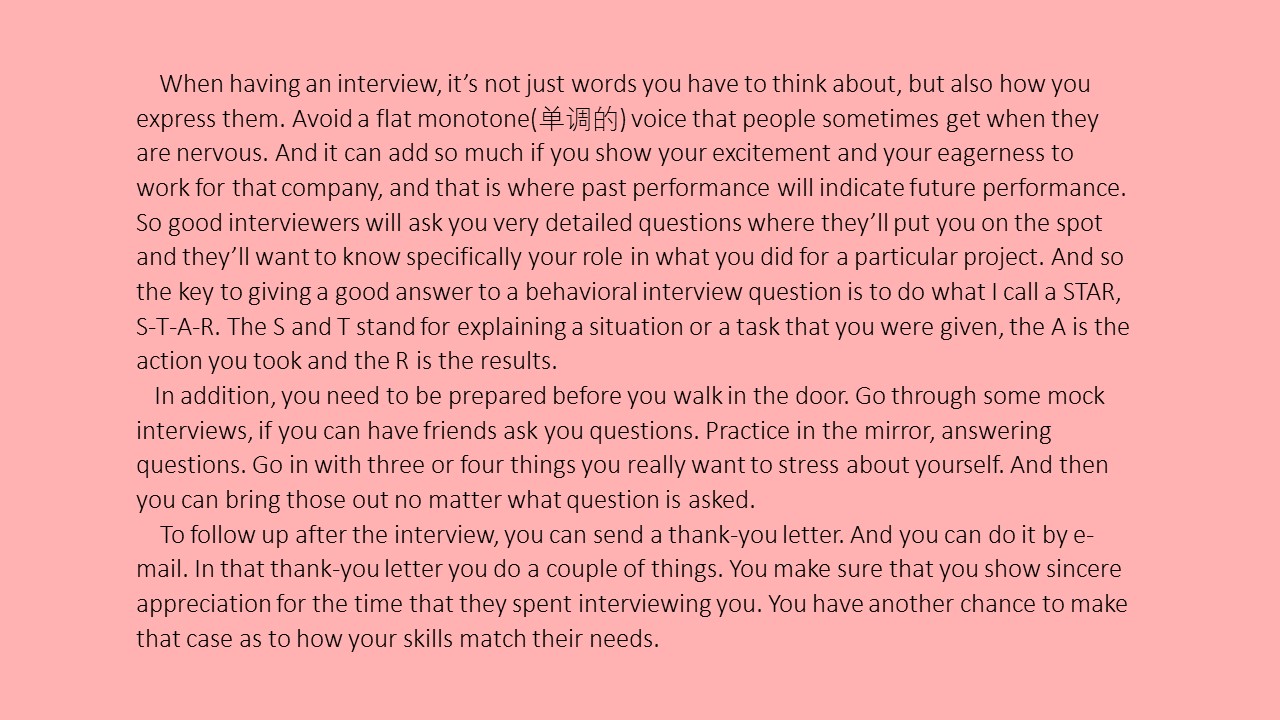 When having an interview, it’s not just words you have to think about, but also how you
express them. Avoid a flat monotone(单调的) voice that people sometimes get when they
are nervous. And it can add so much if you show your excitement and your eagerness to
work for that company, and that is where past performance will indicate future performance.
So good interviewers will ask you very detailed questions where they’ll put you on the spot
and they’ll want to know specifically your role in what you did for a particular project. And so
the key to giving a good answer to a behavioral interview question is to do what I call a STAR,
S-T-A-R. The S and T stand for explaining a situation or a task that you were given, the A is the
action you took and the R is the results.
In addition, you need to be prepared before you walk in the door. Go through some mock
interviews, if you can have friends ask you questions. Practice in the mirror, answering
questions. Go in with three or four things you really want to stress about yourself. And then
you can bring those out no matter what question is asked.
To follow up after the interview, you can send a thank-you letter. And you can do it by e-
mail. In that thank-you letter you do a couple of things. You make sure that you show sincere
appreciation for the time that they spent interviewing you. You have another chance to make
that case as to how your skills match their needs.